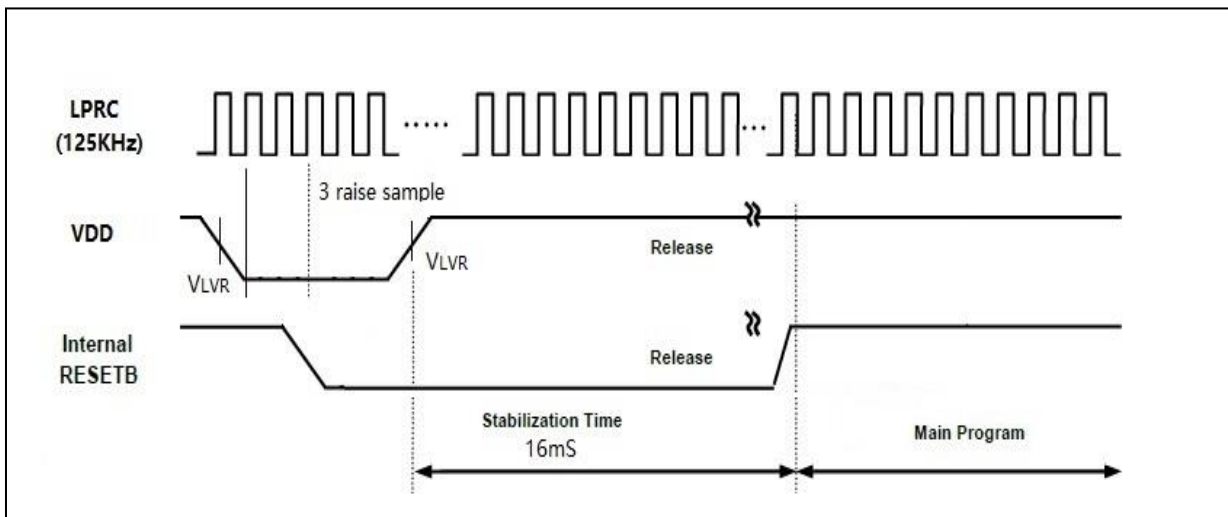 LPRC
(125KHz)
.....
...
3 raise sample
VDD
VLVR
VLVR
Release
Internal
RESETB
Release
Stabilization Time
16mS
Main Program